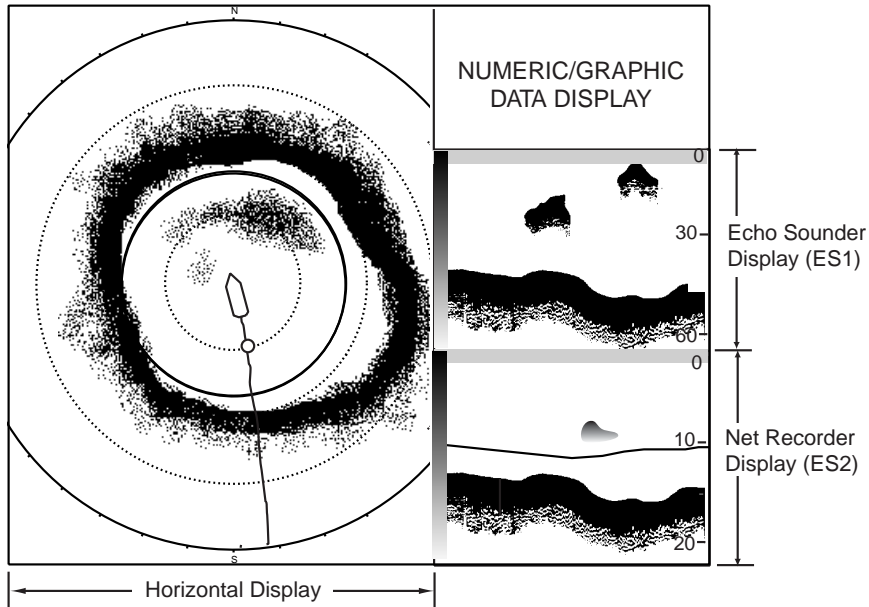 N
S
NUMERIC/GRAPHIC
DATA DISPLAY
0
30
60
Echo Sounder
Display (ES1)
0
10
20
Net Recorder
Display (ES2)
Horizontal Display